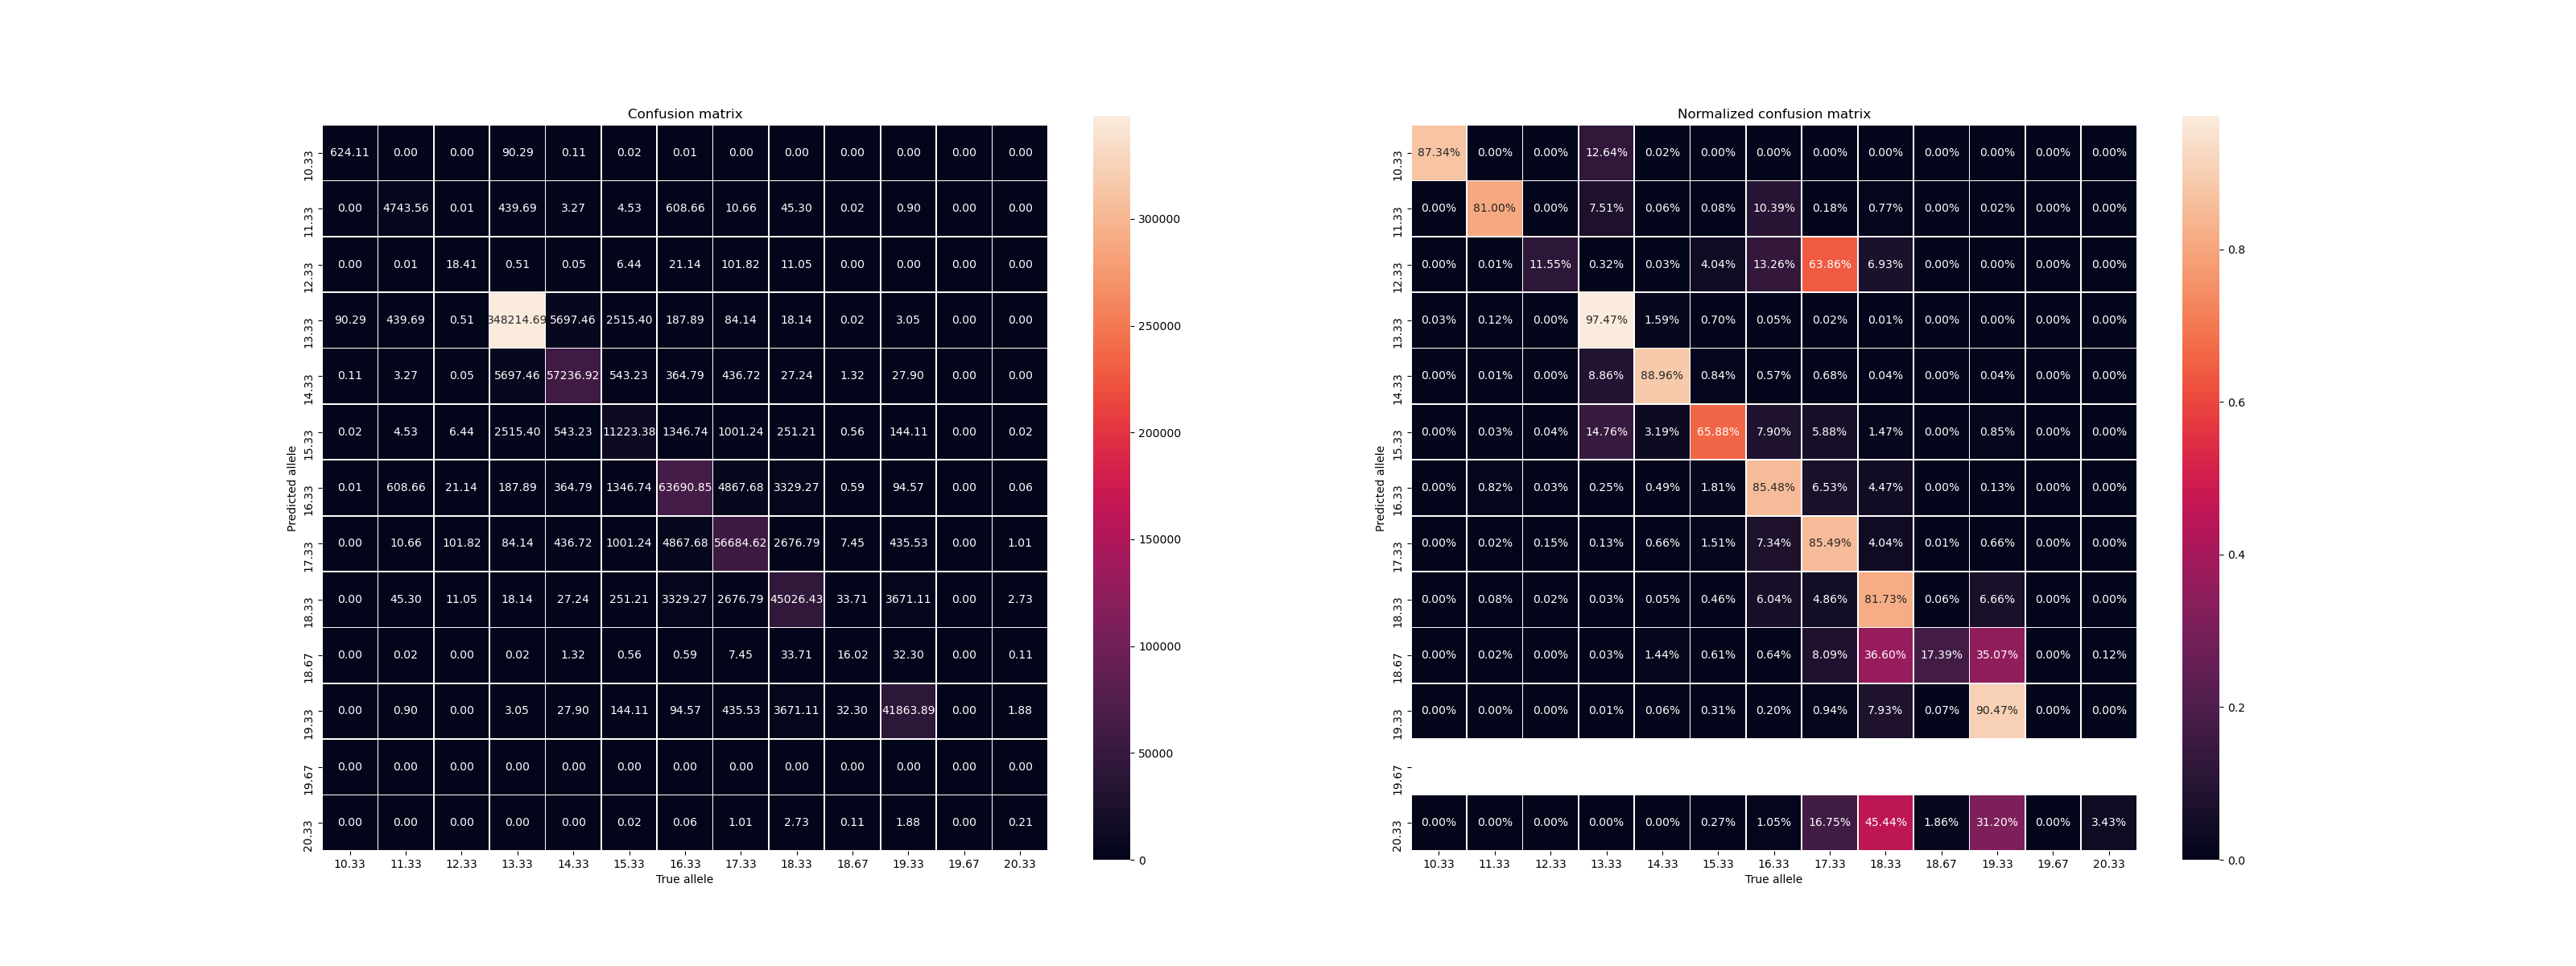 Confusion matrix
10.33 624.11 0.00 0.00 90.29 0.11 0.02 0.01 0.00 0.00 0.00 0.00 0.00 0.00
11.33 0.00 4743.56 0.01 439.69 3.27 4.53 608.66 10.66 45.30 0.02 0.90 0.00 0.00
12.33 0.00 0.01 18.41 0.51 0.05 6.44 21.14 101.82 11.05 0.00 0.00 0.00 0.00
13.33 90.29 439.69 0.51 348214.69 5697.46 2515.40 187.89 84.14 18.14 0.02 3.05 0.00 0.00
14.33 0.11 3.27 0.05 5697.46 57236.92 543.23 364.79 436.72 27.24 1.32 27.90 0.00 0.00
15.33 0.02 4.53 6.44 2515.40 543.23 11223.38 1346.74 1001.24 251.21 0.56 144.11 0.00 0.02
16.33 0.01 608.66 21.14 187.89 364.79 1346.74 63690.85 4867.68 3329.27 0.59 94.57 0.00 0.06
17.33 0.00 10.66 101.82 84.14 436.72 1001.24 4867.68 56684.62 2676.79 7.45 435.53 0.00 1.01
18.33 0.00 45.30 11.05 18.14 27.24 251.21 3329.27 2676.79 45026.43 33.71 3671.11 0.00 2.73
18.67 0.00 0.02 0.00 0.02 1.32 0.56 0.59 7.45 33.71 16.02 32.30 0.00 0.11
19.33 0.00 0.90 0.00 3.05 27.90 144.11 94.57 435.53 3671.11 32.30 41863.89 0.00 1.88
19.67 0.00 0.00 0.00 0.00 0.00 0.00 0.00 0.00 0.00 0.00 0.00 0.00 0.00
20.33 0.00 0.00 0.00 0.00 0.00 0.02 0.06 1.01 2.73 0.11 1.88 0.00 0.21
10.33 11.33 12.33 13.33 14.33 15.33 16.33 17.33 18.33 18.67 19.33 19.67 20.33
True allele
Predicted allele
300000
250000
200000
150000
100000
50000
0
Normalized confusion matrix
10.33 87.34% 0.00% 0.00% 12.64% 0.02% 0.00% 0.00% 0.00% 0.00% 0.00% 0.00% 0.00% 0.00%
11.33 0.00% 81.00% 0.00% 7.51% 0.06% 0.08% 10.39% 0.18% 0.77% 0.00% 0.02% 0.00% 0.00%
12.33 0.00% 0.01% 11.55% 0.32% 0.03% 4.04% 13.26% 63.86% 6.93% 0.00% 0.00% 0.00% 0.00%
13.33 0.03% 0.12% 0.00% 97.47% 1.59% 0.70% 0.05% 0.02% 0.01% 0.00% 0.00% 0.00% 0.00%
14.33 0.00% 0.01% 0.00% 8.86% 88.96% 0.84% 0.57% 0.68% 0.04% 0.00% 0.04% 0.00% 0.00%
15.33 0.00% 0.03% 0.04% 14.76% 3.19% 65.88% 7.90% 5.88% 1.47% 0.00% 0.85% 0.00% 0.00%
16.33 0.00% 0.82% 0.03% 0.25% 0.49% 1.81% 85.48% 6.53% 4.47% 0.00% 0.13% 0.00% 0.00%
17.33 0.00% 0.02% 0.15% 0.13% 0.66% 1.51% 7.34% 85.49% 4.04% 0.01% 0.66% 0.00% 0.00%
18.33 0.00% 0.08% 0.02% 0.03% 0.05% 0.46% 6.04% 4.86% 81.73% 0.06% 6.66% 0.00% 0.00%
18.67 0.00% 0.02% 0.00% 0.03% 1.44% 0.61% 0.64% 8.09% 36.60% 17.39% 35.07% 0.00% 0.12%
19.33 0.00% 0.00% 0.00% 0.01% 0.06% 0.31% 0.20% 0.94% 7.93% 0.07% 90.47% 0.00% 0.00%
19.67
20.33 0.00% 0.00% 0.00% 0.00% 0.00% 0.27% 1.05% 16.75% 45.44% 1.86% 31.20% 0.00% 3.43%
10.33 11.33 12.33 13.33 14.33 15.33 16.33 17.33 18.33 18.67 19.33 19.67 20.33
True allele
Predicted allele
0.8
0.6
0.4
0.2
0.0